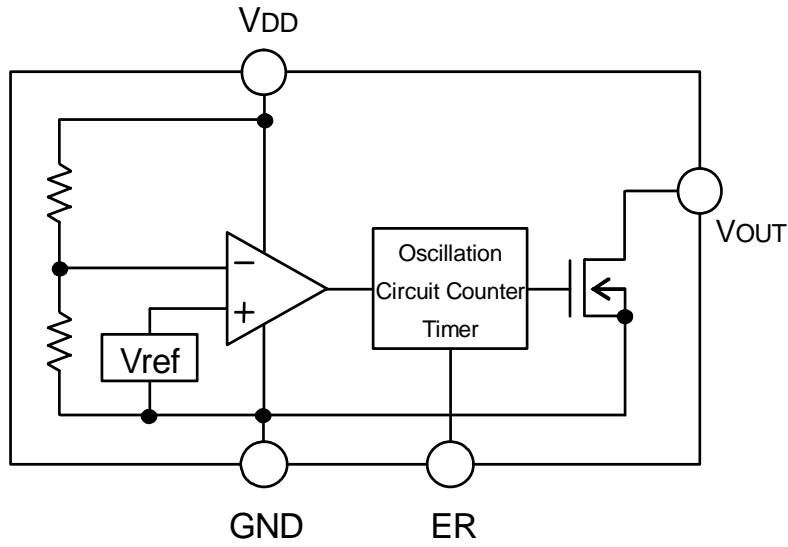 VDD
VOUT
Oscillation
Circuit Counter
Timer
−
+
Vref
GND
ER